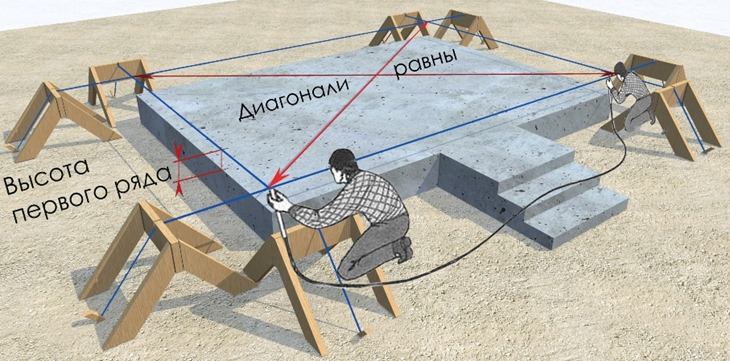 Диагонали равны
Высота
первого ряда